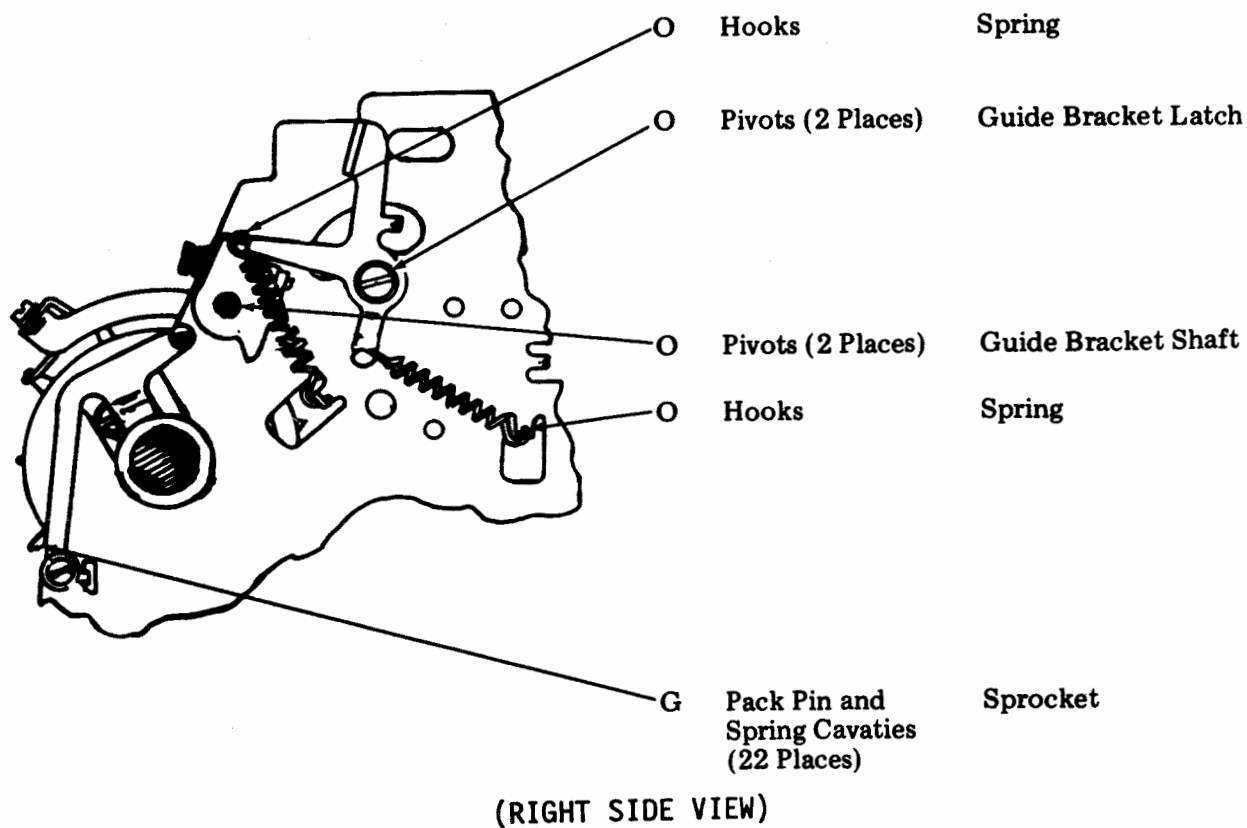 O Hooks Spring
O Pivots (2 Places) Guide Bracket Latch
O Pivots (2 Places) Guide Bracket Shaft
O Hooks Spring
G Pack Pin and Sprocket
Spring Cavaties
(22 Places)
(RIGHT SIDE VIEW)